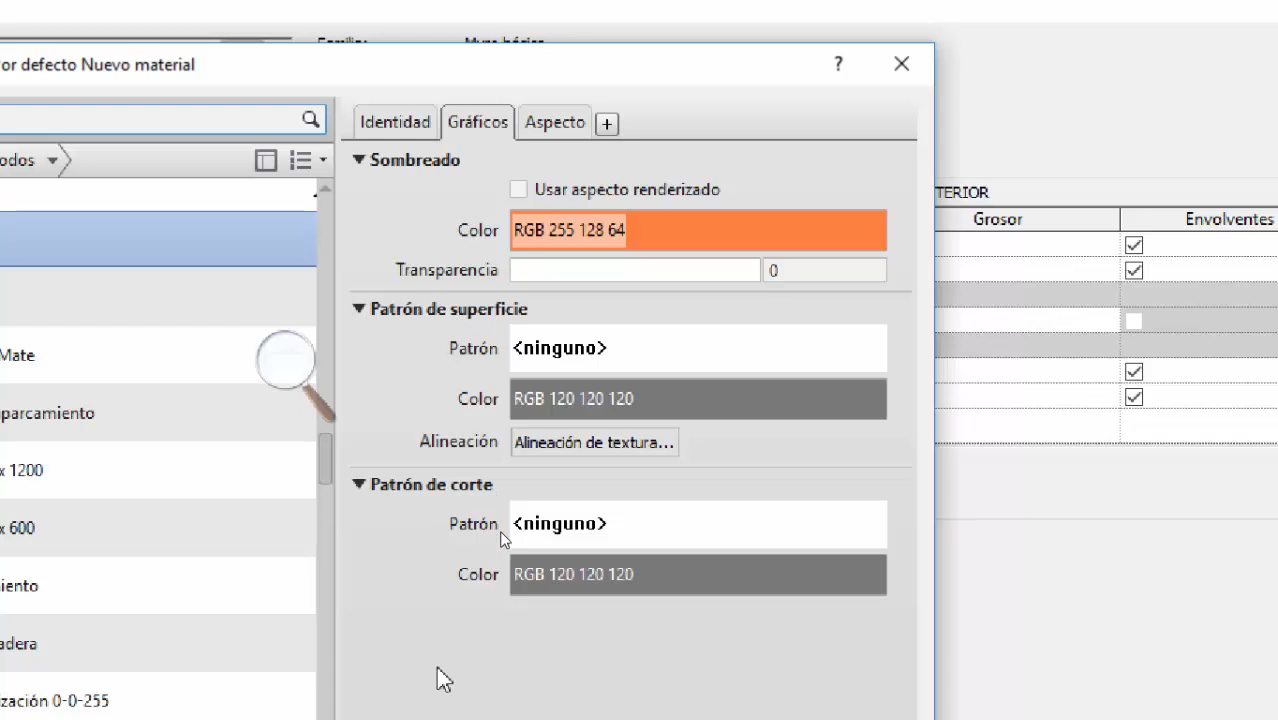 or defecto Nuevo material
?
Identidad Gráficos Aspecto +
odos
Sombreado
Usar aspecto renderizado
Color RGB 255 128 64
Transparencia 0
Patrón de superficie
Patrón <ninguno>
Color RGB 120 120 120
Alineación Alineación de textura...
Patrón de corte
Patrón <ninguno>
Color RGB 120 120 120
Mate
parcamiento
x 1200
x 600
iento
adera
zación 0-0-255
TERIOR
Grosor Envolventes